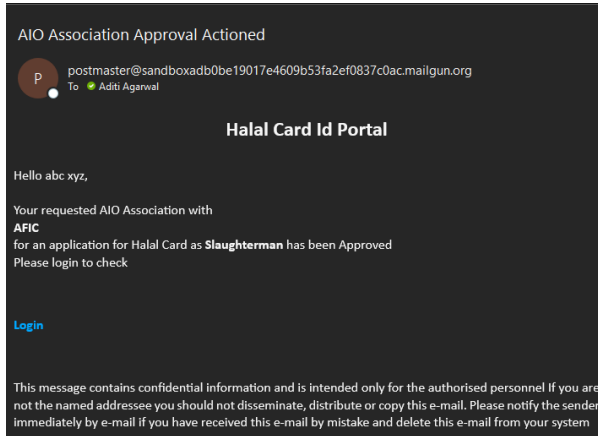 AIO Association Approval Actioned
P
postmaster@sandboxadb0be19017e4609b53fa2ef0837c0ac.mailgun.org
To Aditi Agarwal
Halal Card Id Portal
Hello abc xyz,
Your requested AIO Association with
AFIC
for an application for Halal Card as Slaughterman has been Approved
Please login to check
Login
This message contains confidential information and is intended only for the authorised personnel If you are
not the named addressee you should not disseminate, distribute or copy this e-mail. Please notify the sender
immediately by e-mail if you have received this e-mail by mistake and delete this e-mail from your system